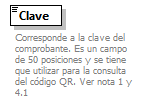 Clave
Corresponde a la clave del
comprobante. Es un campo
de 50 posiciones y se tiene
que utilizar para la consulta
del código QR. Ver nota 1 y
4.1